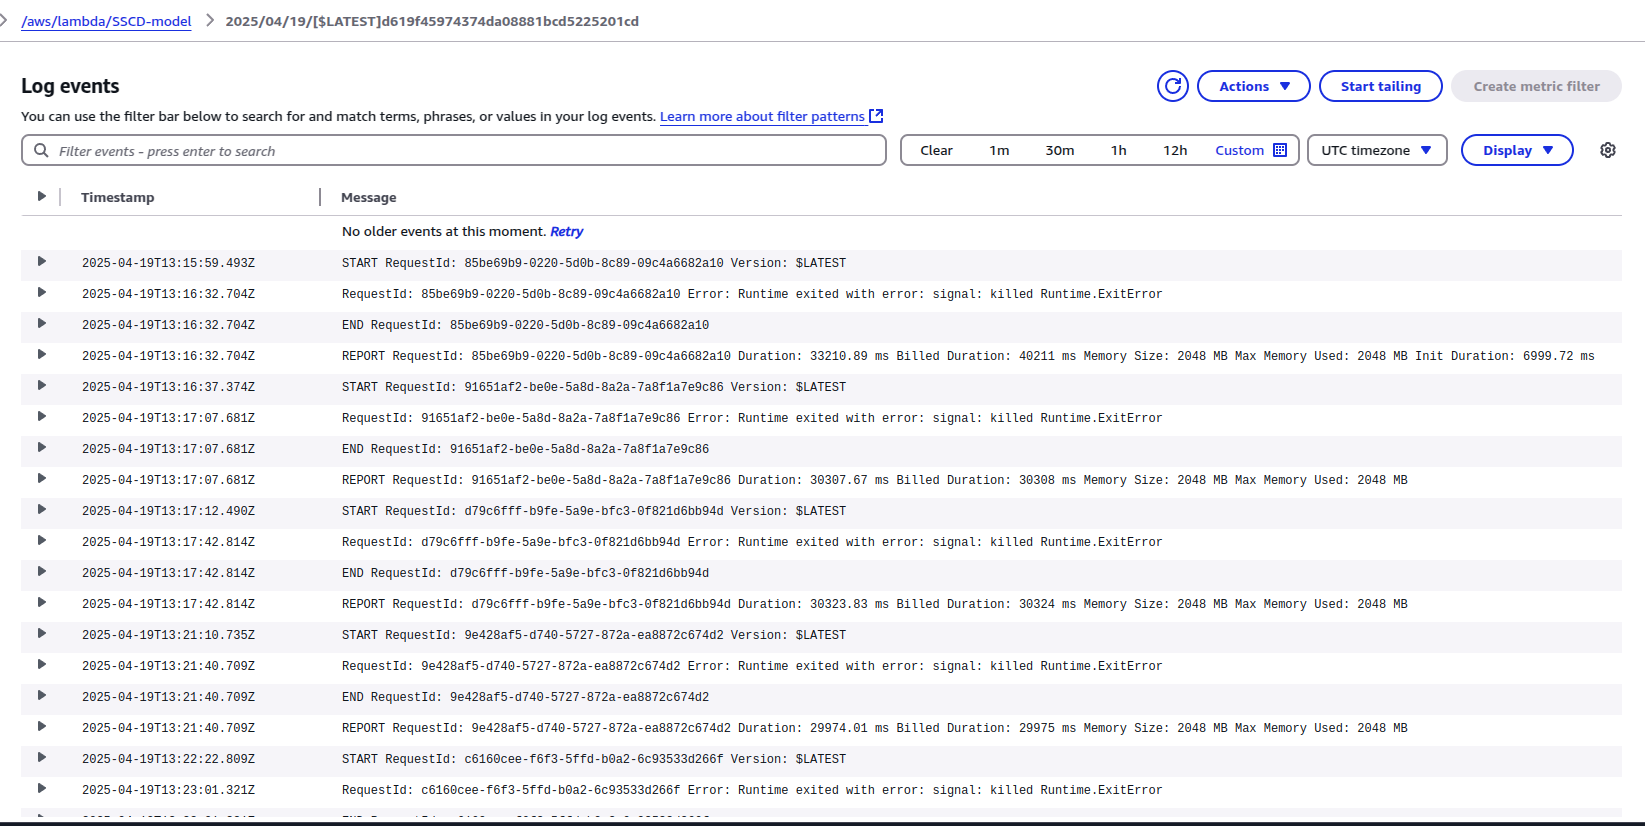 /aws/lambda/SSCD-model > 2025/04/19/[$LATEST]d619f45974374da08881bcd5225201cd
Log events
Actions
Start tailing
Create metric filter
You can use the filter bar below to search for and match terms, phrases, or values in your log events. Learn more about filter patterns
Filter events - press enter to search
Clear 1m 30m 1h 12h Custom
UTC timezone
Display
Timestamp Message
No older events at this moment. Retry
2025-04-19T13:15:59.493Z START RequestId: 85be69b9-0220-5d0b-8c89-09c4a6682a10 Version: $LATEST
2025-04-19T13:16:32.704Z RequestId: 85be69b9-0220-5d0b-8c89-09c4a6682a10 Error: Runtime exited with error: signal: killed Runtime.ExitError
2025-04-19T13:16:32.704Z END RequestId: 85be69b9-0220-5d0b-8c89-09c4a6682a10
2025-04-19T13:16:32.704Z REPORT RequestId: 85be69b9-0220-5d0b-8c89-09c4a6682a10 Duration: 33210.89 ms Billed Duration: 40211 ms Memory Size: 2048 MB Max Memory Used: 2048 MB Init Duration: 6999.72 ms
2025-04-19T13:16:37.374Z START RequestId: 91651af2-be0e-5a8d-8a2a-7a8f1a7e9c86 Version: $LATEST
2025-04-19T13:17:07.681Z RequestId: 91651af2-be0e-5a8d-8a2a-7a8f1a7e9c86 Error: Runtime exited with error: signal: killed Runtime.ExitError
2025-04-19T13:17:07.681Z END RequestId: 91651af2-be0e-5a8d-8a2a-7a8f1a7e9c86
2025-04-19T13:17:07.681Z REPORT RequestId: 91651af2-be0e-5a8d-8a2a-7a8f1a7e9c86 Duration: 30307.67 ms Billed Duration: 30308 ms Memory Size: 2048 MB Max Memory Used: 2048 MB
2025-04-19T13:17:12.490Z START RequestId: d79c6fff-b9fe-5a9e-bfc3-0f821d6bb94d Version: $LATEST
2025-04-19T13:17:42.814Z RequestId: d79c6fff-b9fe-5a9e-bfc3-0f821d6bb94d Error: Runtime exited with error: signal: killed Runtime.ExitError
2025-04-19T13:17:42.814Z END RequestId: d79c6fff-b9fe-5a9e-bfc3-0f821d6bb94d
2025-04-19T13:17:42.814Z REPORT RequestId: d79c6fff-b9fe-5a9e-bfc3-0f821d6bb94d Duration: 30323.83 ms Billed Duration: 30324 ms Memory Size: 2048 MB Max Memory Used: 2048 MB
2025-04-19T13:21:10.735Z START RequestId: 9e428af5-d740-5727-872a-ea8872c674d2 Version: $LATEST
2025-04-19T13:21:40.709Z RequestId: 9e428af5-d740-5727-872a-ea8872c674d2 Error: Runtime exited with error: signal: killed Runtime.ExitError
2025-04-19T13:21:40.709Z END RequestId: 9e428af5-d740-5727-872a-ea8872c674d2
2025-04-19T13:21:40.709Z REPORT RequestId: 9e428af5-d740-5727-872a-ea8872c674d2 Duration: 29974.01 ms Billed Duration: 29975 ms Memory Size: 2048 MB Max Memory Used: 2048 MB
2025-04-19T13:22:22.809Z START RequestId: c6160cee-f6f3-5ffd-b0a2-6c93533d266f Version: $LATEST
2025-04-19T13:23:01.321Z RequestId: c6160cee-f6f3-5ffd-b0a2-6c93533d266f Error: Runtime exited with error: signal: killed Runtime.ExitError